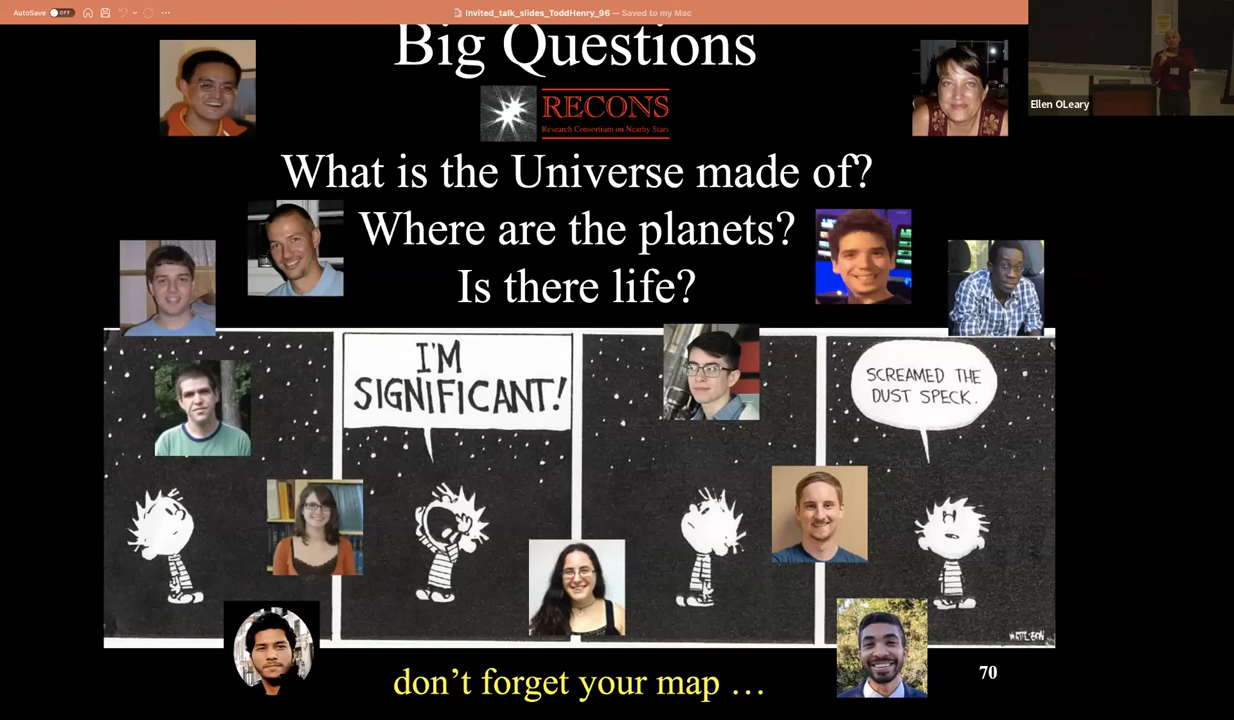 AutoSave OFF
Invited_talk_slides_ToddHenry_96 — Saved to my Mac
Ellen OLeary
Big Questions
RECONS
Research Consortium on Nearby Stars
What is the Universe made of?
Where are the planets?
Is there life?
I'M
SIGNIFICANT!
SCREAMED THE
DUST SPECK.
don't forget your map …
70